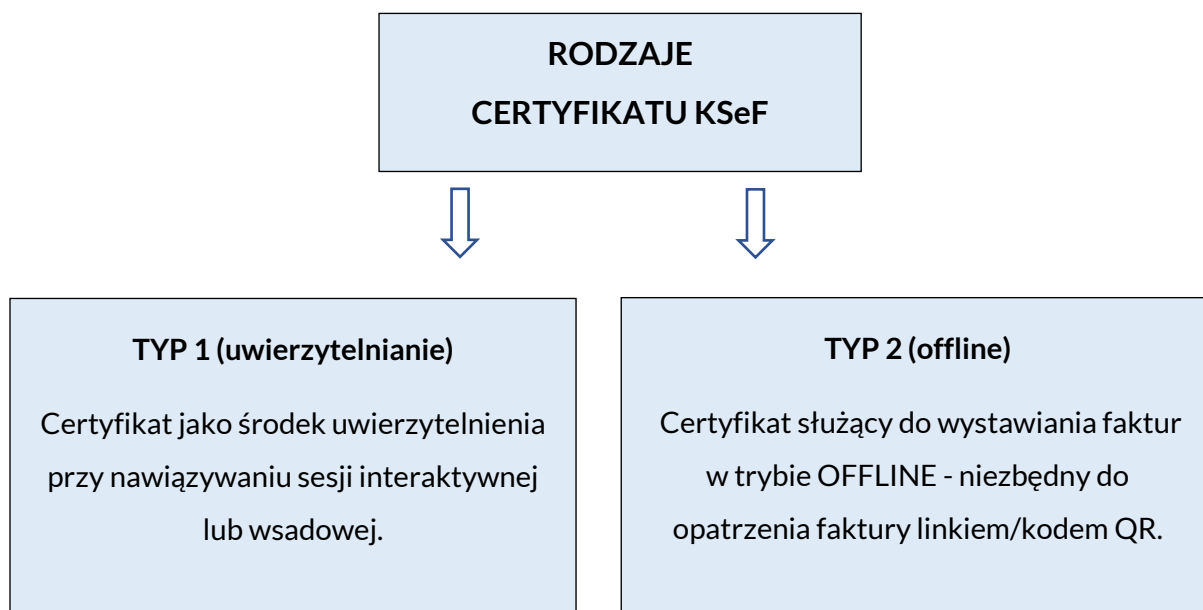 RODZAJE
CERTYFIKATU KSeF
TYP 1 (uwierzytelnianie)
Certyfikat jako środek uwierzytelnienia
przy nawiązywaniu sesji interaktywnej
lub wsadowej.
TYP 2 (offline)
Certyfikat służący do wystawiania faktur
w trybie OFFLINE - niezbędny do
opatrzenia faktury linkiem/kodem QR.